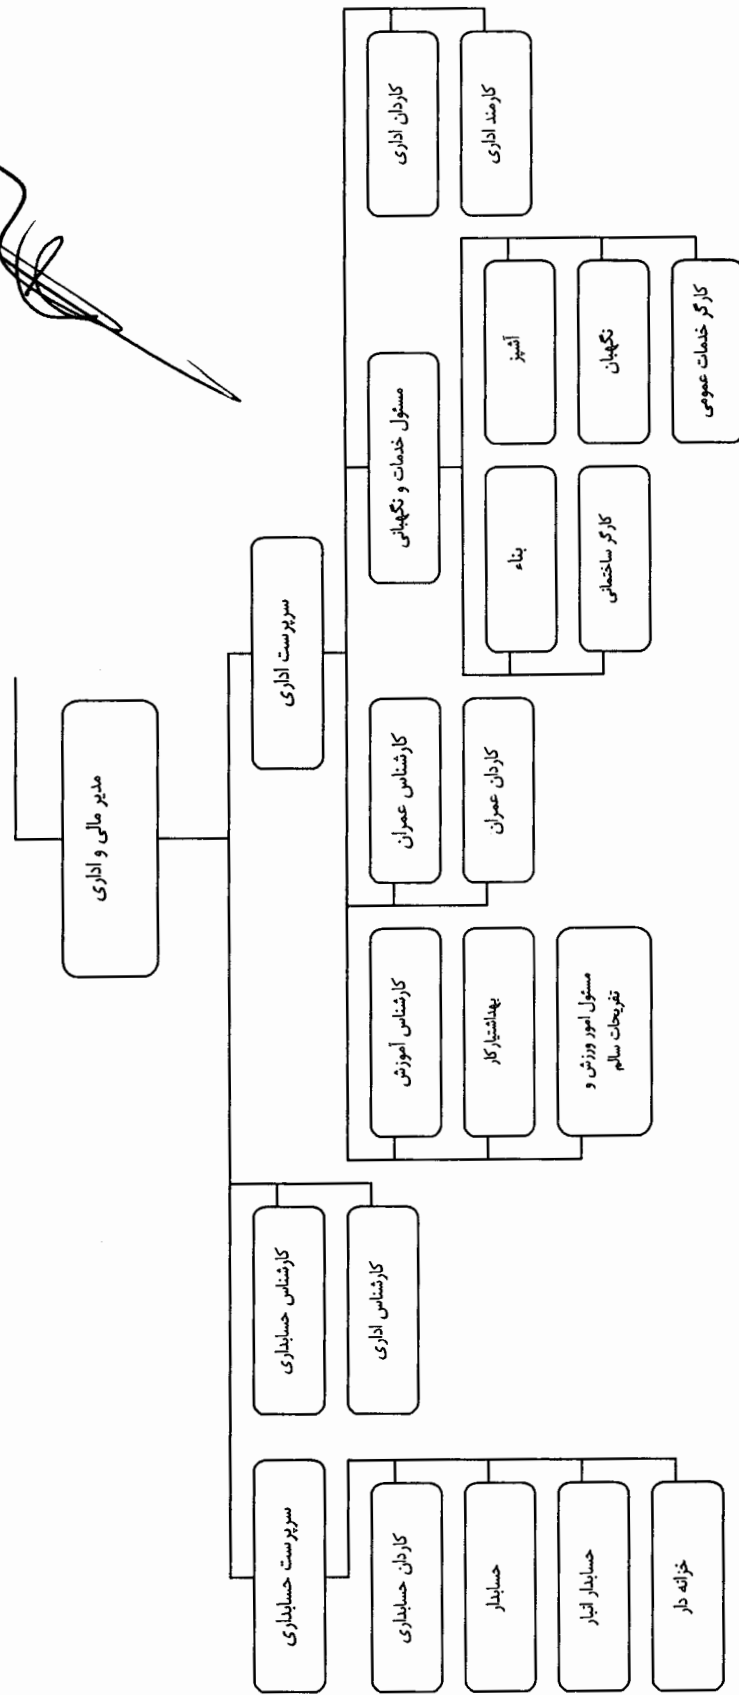 مدیر مالی و اداری
سرپرست اداری
کاردان اداری
کارمند اداری
مسئول خدمات و نگهبانی
آشپز
نگهبان
کارگر خدمات عمومی
بناء
کارگر ساختمانی
کارشناس عمران
کاردان عمران
کارشناس آموزش
بهداشتیار کار
مسئول امور ورزش و
تفریحات سالم
کارشناس حسابداری
کارشناس اداری
سرپرست حسابداری
کاردان حسابداری
حسابدار
حسابدار انبار
خزانه دار